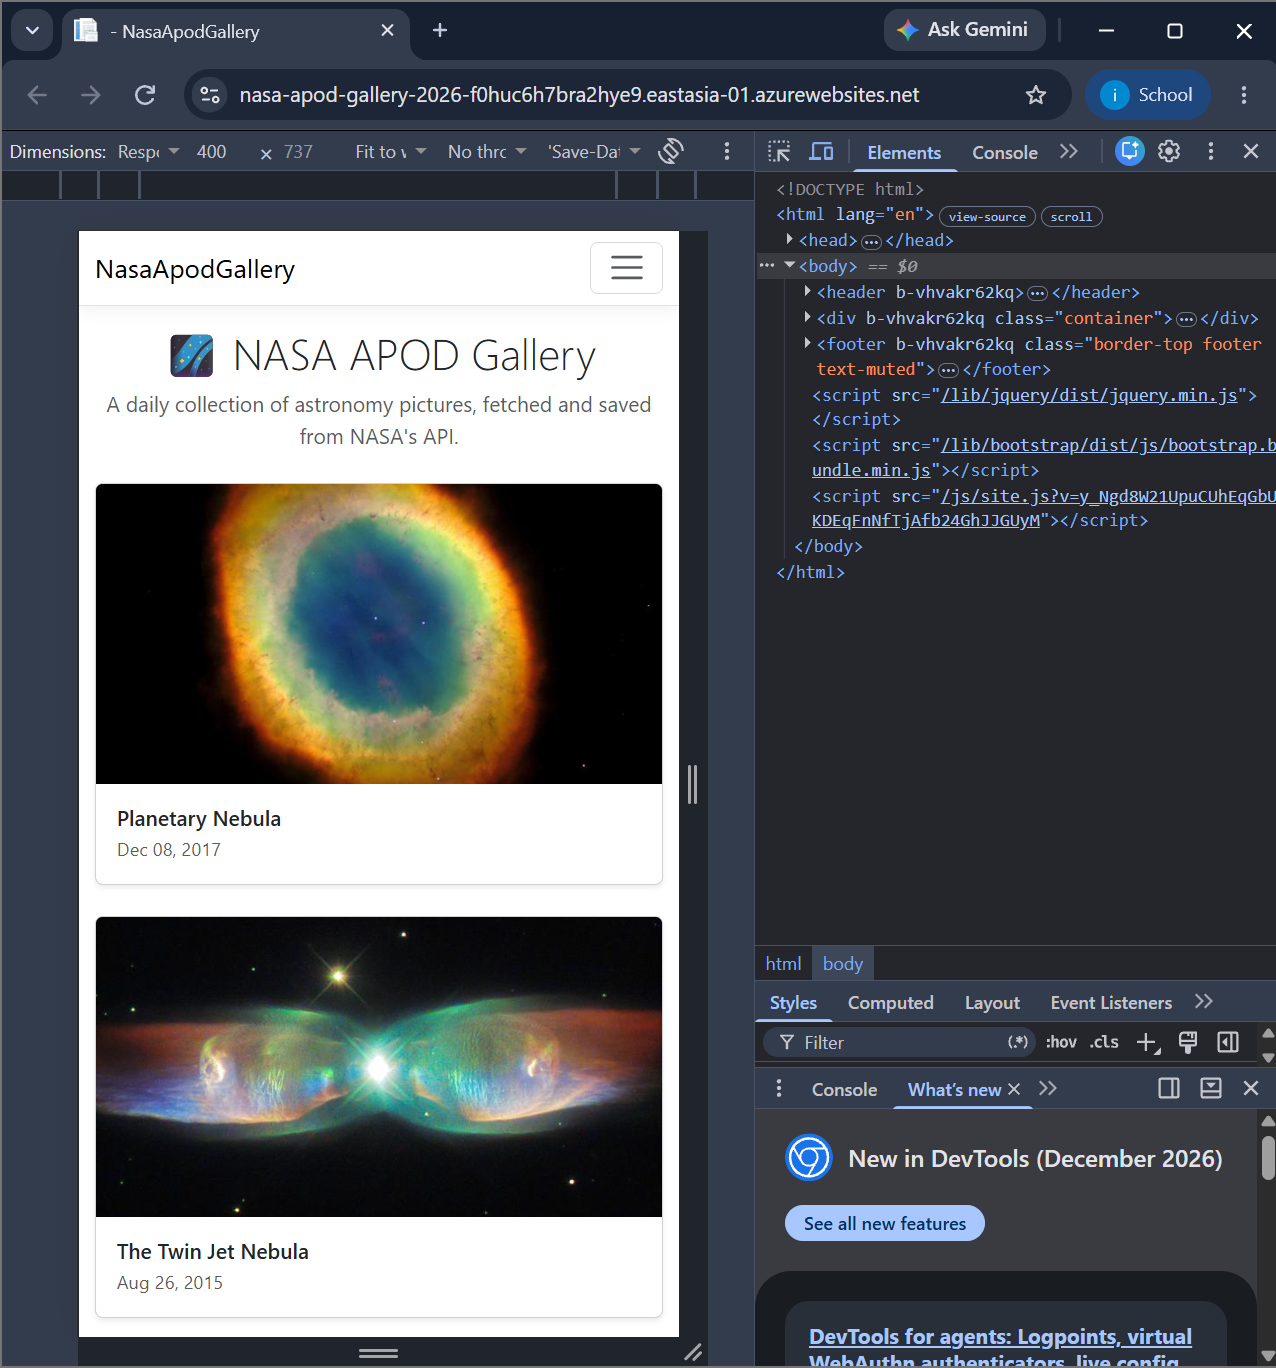 - NasaApodGallery
Ask Gemini
nasa-apod-gallery-2026-f0huc6h7bra2hye9.eastasia-01.azurewebsites.net
i School
Dimensions: Respo 400 × 737 Fit to v No thrc 'Save-Dat
Elements Console
NasaApodGallery
NASA APOD Gallery
A daily collection of astronomy pictures, fetched and saved
from NASA's API.
Planetary Nebula
Dec 08, 2017
The Twin Jet Nebula
Aug 26, 2015
<!DOCTYPE html>
<html lang="en"> view-source scroll
<head>…</head>
… <body> == $0
<header b-vhvakr62kq>…</header>
<div b-vhvakr62kq class="container">…</div>
<footer b-vhvakr62kq class="border-top footer
text-muted">…</footer>
<script src="/lib/jquery/dist/jquery.min.js">
</script>
<script src="/lib/bootstrap/dist/js/bootstrap.b
undle.min.js"></script>
<script src="/js/site.js?v=y_Ngd8W21UpuCUhEqGbU
KDEqFnNfTjAfb24GhJJGUyM"></script>
</body>
</html>
html body
Styles Computed Layout Event Listeners
Filter (.*) :hov .cls
Console What's new
New in DevTools (December 2026)
See all new features
DevTools for agents: Logpoints, virtual
WebAuthn authenticators, live config